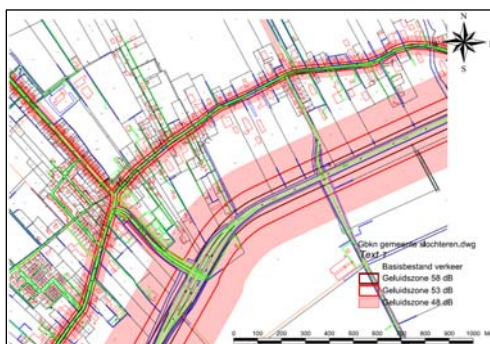 N
S
Gbkn gemeente slochteren.dwg
Text 7
Basisbestand verkeer
Geluidszone 58 dB
Geluidszone 53 dB
Geluidszone 48 dB
0 100 200 300 400 500 600 700 800 900 1000